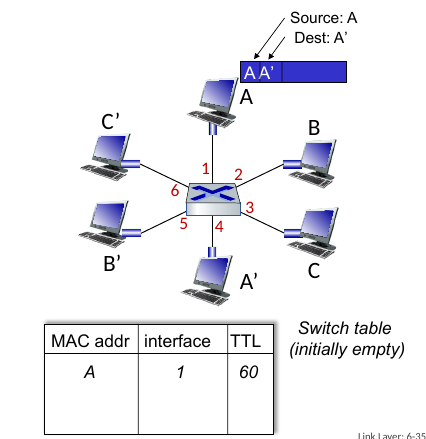 Source: A
Dest: A’
A A’
A
C’
B
1
2
6
3
5
4
B’
A’
C
MAC addr interface TTL
A 1 60
Switch table
(initially empty)
Link Layer: 6-35